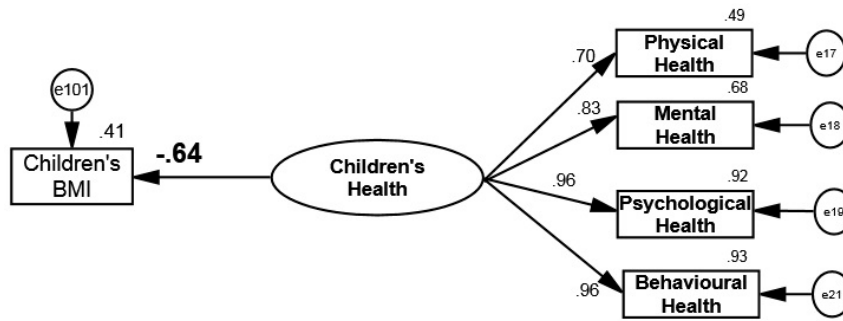 .49
Physical
Health
e17
.70
.68
e101
.41
.83
Mental
Health
e18
Children's
BMI
-.64
Children's
Health
.96
.92
Psychological
Health
e19
.93
.96
Behavioural
Health
e21